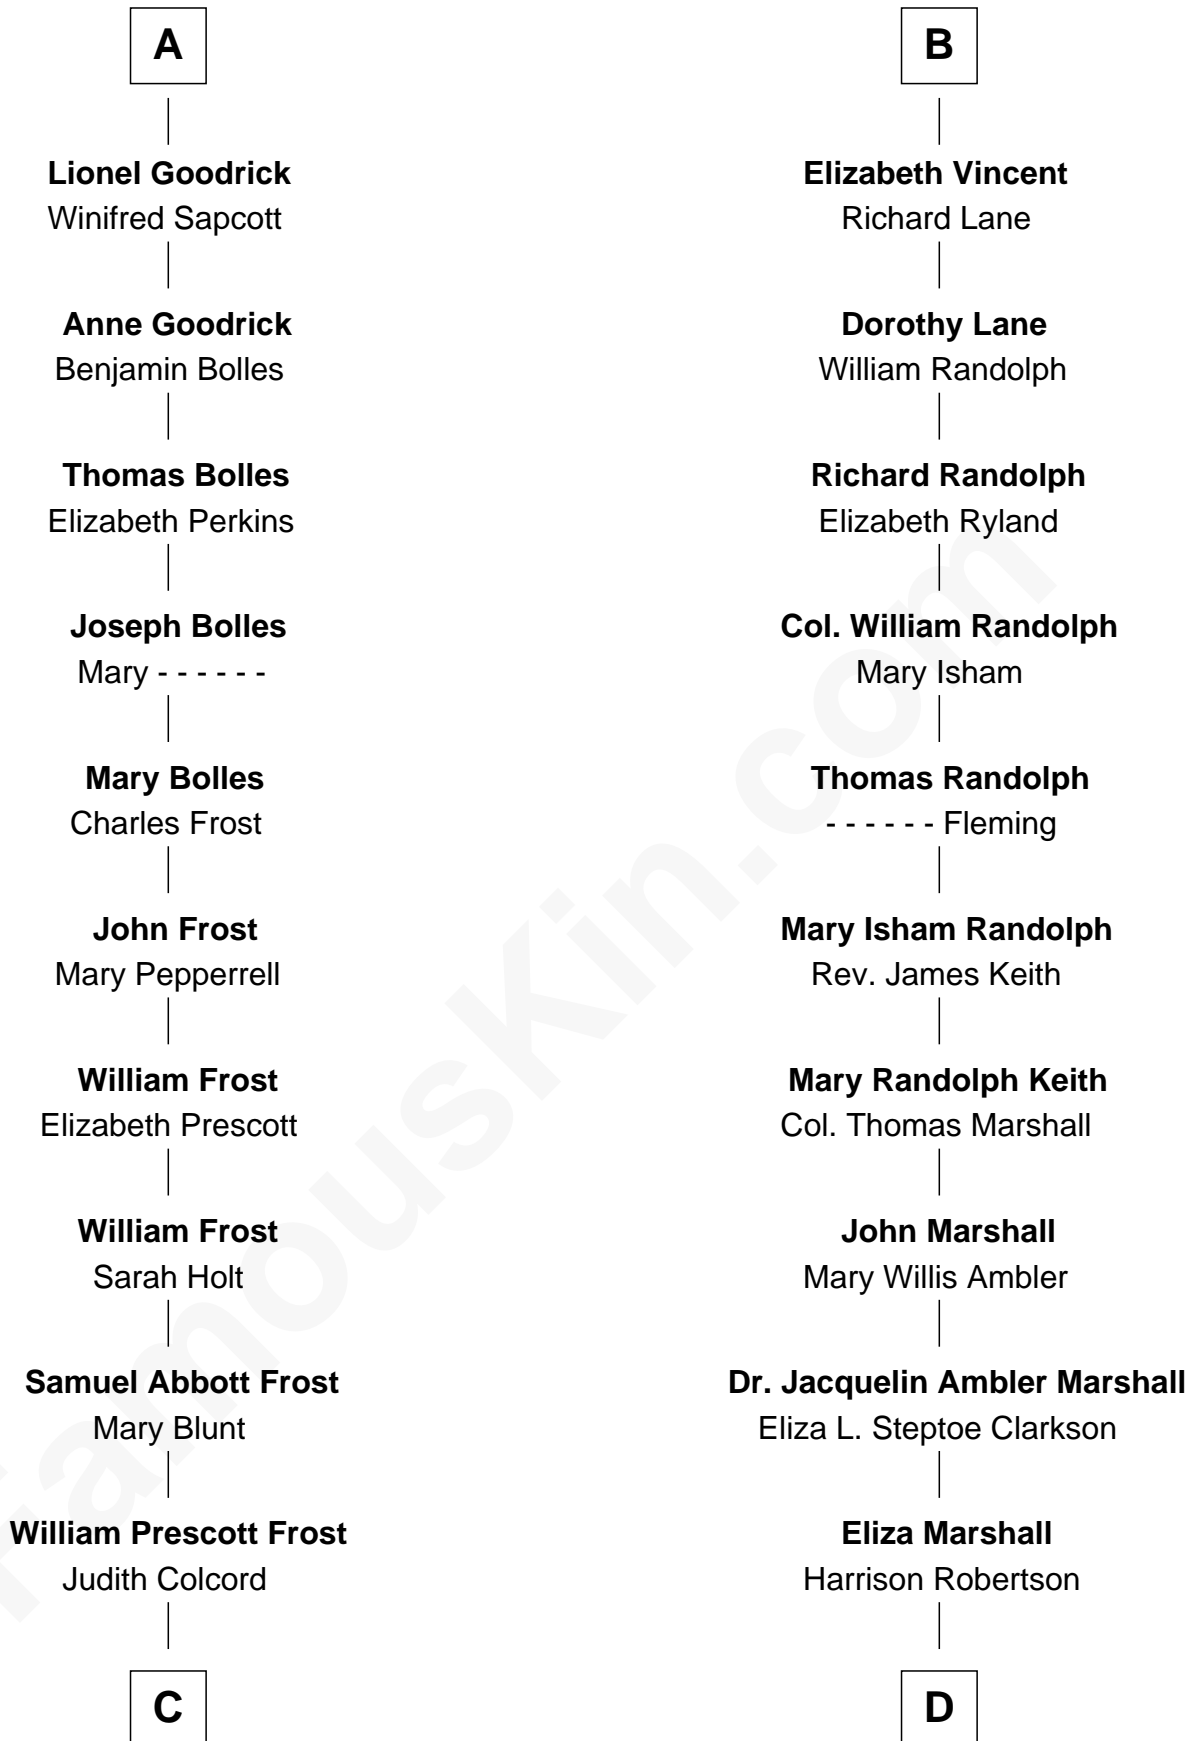 A
Lionel Goodrick
Winifred Sapcott
Anne Goodrick
Benjamin Bolles
Thomas Bolles
Elizabeth Perkins
Joseph Bolles
Mary - - - - - -
Mary Bolles
Charles Frost
John Frost
Mary Pepperrell
William Frost
Elizabeth Prescott
William Frost
Sarah Holt
Samuel Abbott Frost
Mary Blunt
William Prescott Frost
Judith Colcord
C
B
Elizabeth Vincent
Richard Lane
Dorothy Lane
William Randolph
Richard Randolph
Elizabeth Ryland
Col. William Randolph
Mary Isham
Thomas Randolph
- - - - - - Fleming
Mary Isham Randolph
Rev. James Keith
Mary Randolph Keith
Col. Thomas Marshall
John Marshall
Mary Willis Ambler
Dr. Jacquelin Ambler Marshall
Eliza L. Steptoe Clarkson
Eliza Marshall
Harrison Robertson
D
FamousKin.com